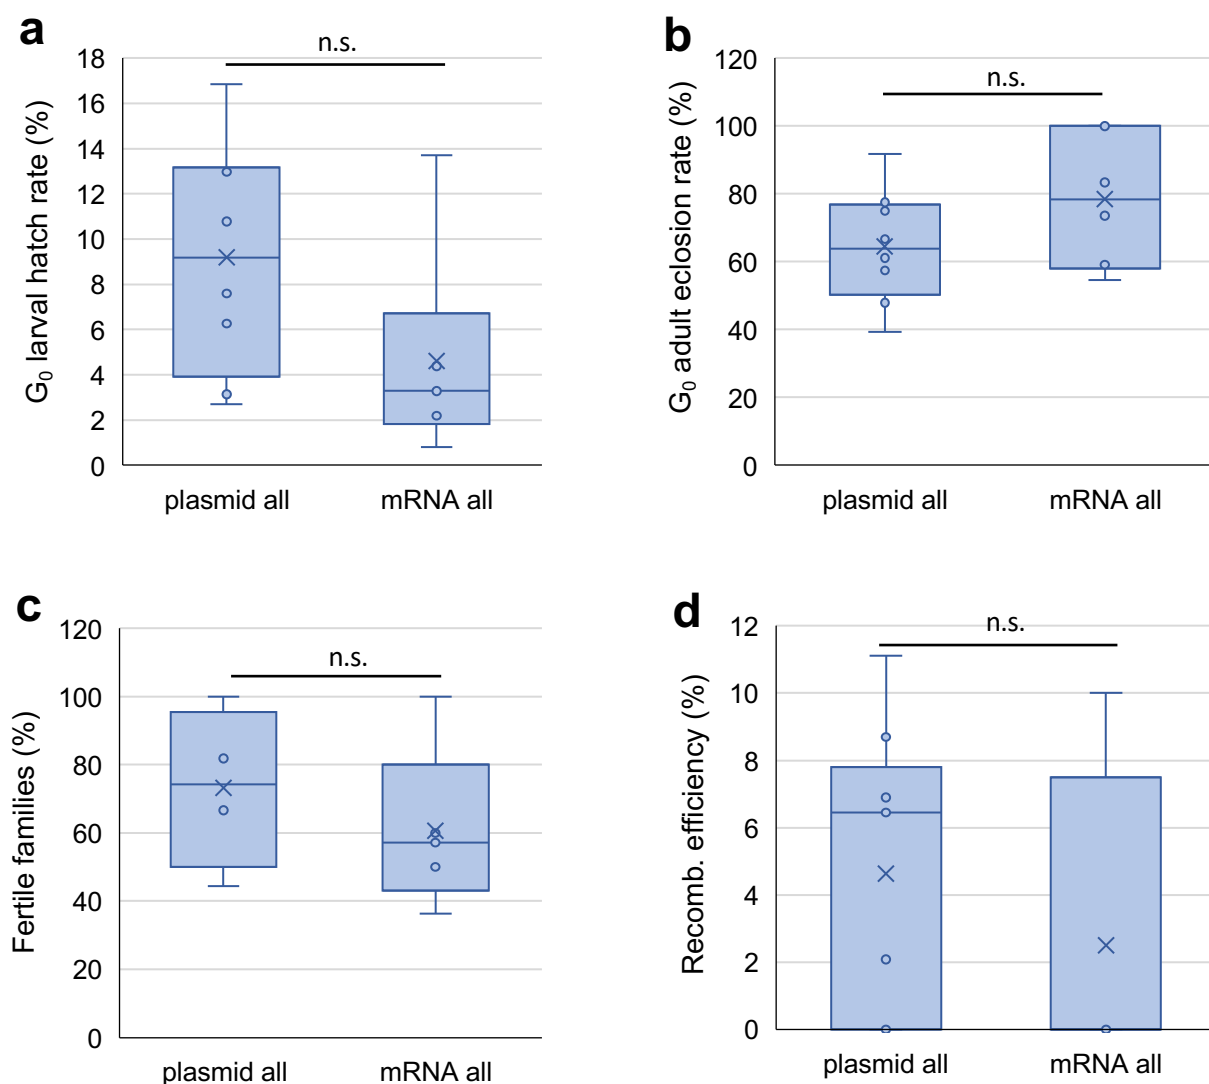 a
n.s.
G0 larval hatch rate (%)
18
16
14
12
10
8
6
4
2
0
plasmid all
mRNA all
b
n.s.
G0 adult eclosion rate (%)
120
100
80
60
40
20
0
plasmid all
mRNA all
c
n.s.
Fertile families (%)
120
100
80
60
40
20
0
plasmid all
mRNA all
d
n.s.
Recomb. efficiency (%)
12
10
8
6
4
2
0
plasmid all
mRNA all